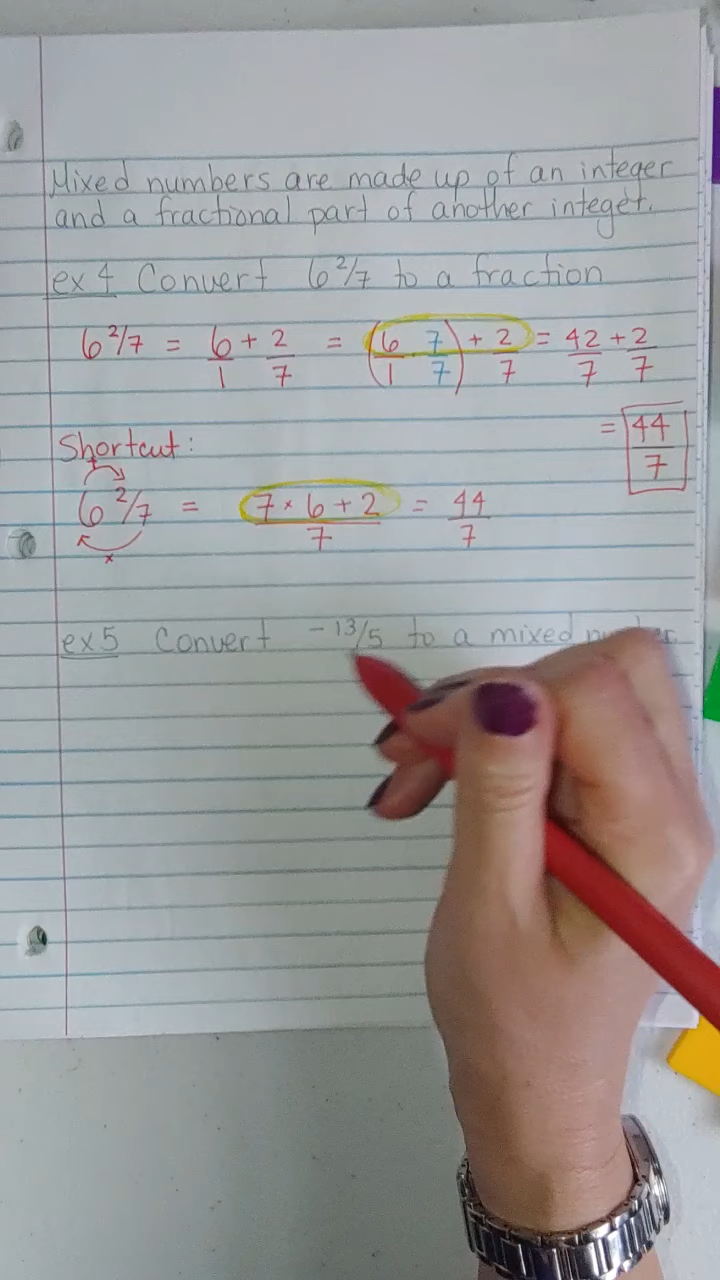 Mixed numbers are made up of an integer
and a fractional part of another integer.
ex 4 Convert 6 2/7 to a fraction
6 2/7 = 6/1 + 2/7 = (6/1 7/7) + 2/7 = 42/7 + 2/7
= 44/7
Shortcut:
6 2/7 = 7 × 6 + 2/7 = 44/7
×
ex 5 Convert -13/5 to a mixed